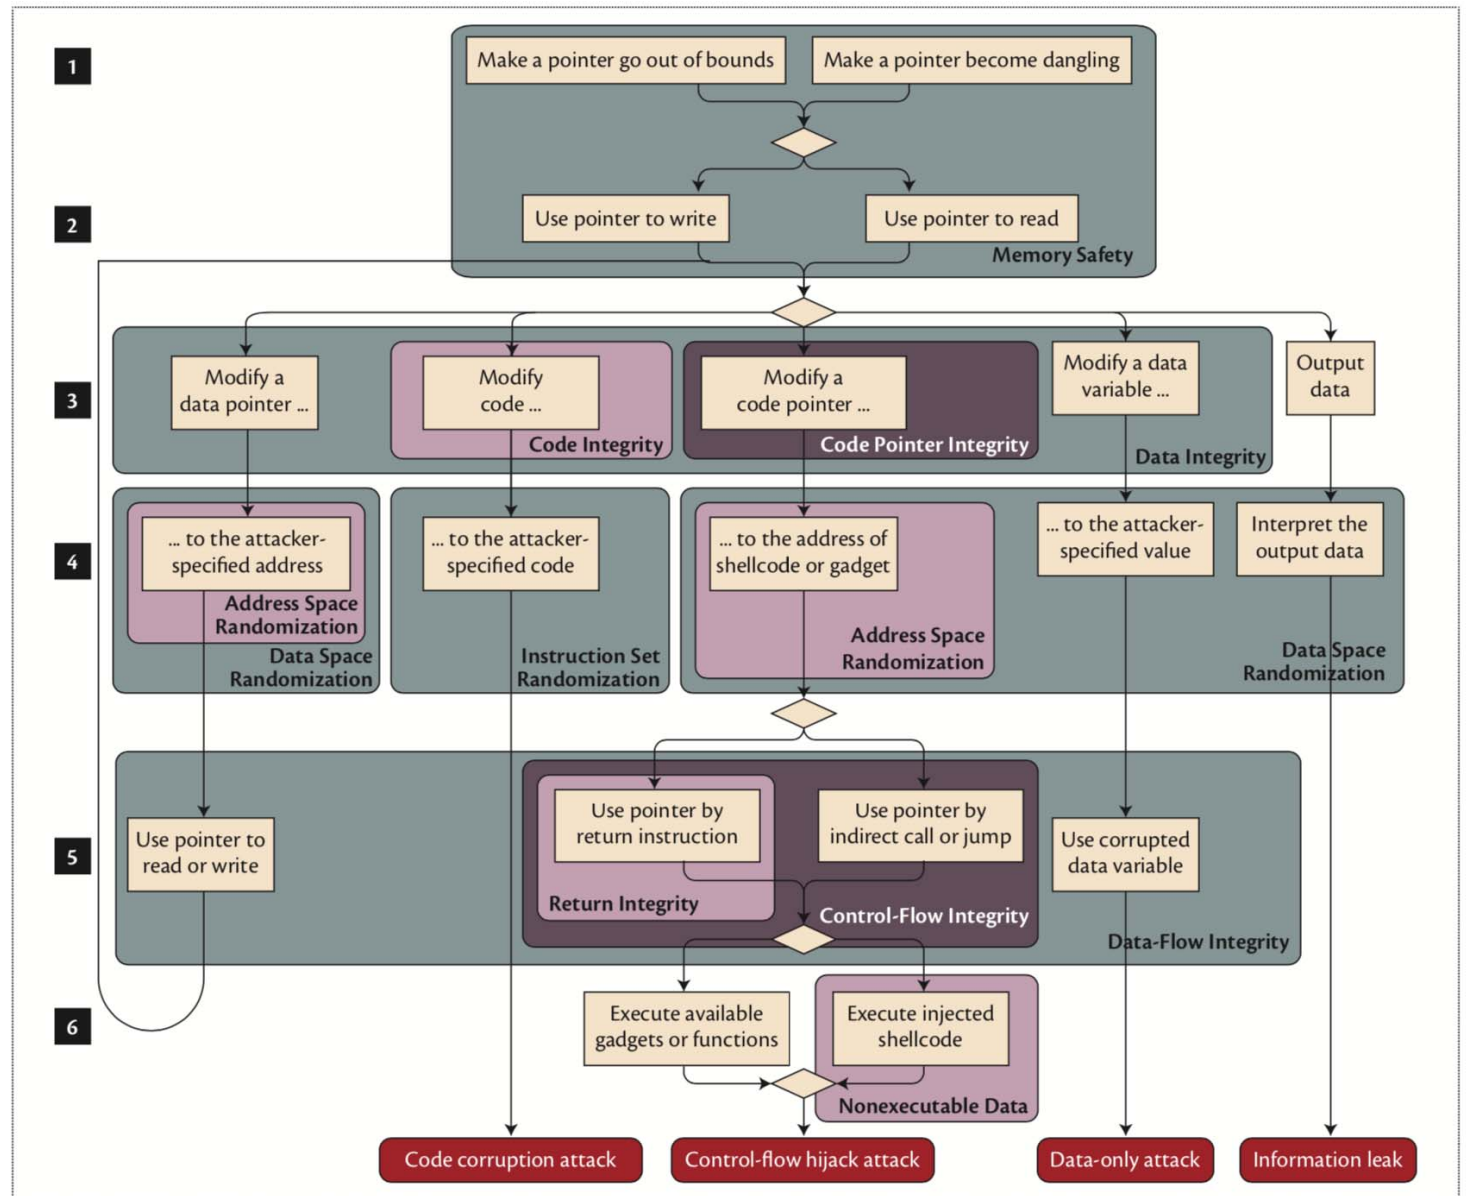 1
Make a pointer go out of bounds
Make a pointer become dangling
2
Use pointer to write
Use pointer to read
Memory Safety
3
Modify a
data pointer ...
Modify
code ...
Code Integrity
Modify a
code pointer ...
Code Pointer Integrity
Modify a data
variable ...
Data Integrity
Output
data
4
... to the attacker-
specified address
Address Space
Randomization
Data Space
Randomization
... to the attacker-
specified code
Instruction Set
Randomization
... to the address of
shellcode or gadget
Address Space
Randomization
... to the attacker-
specified value
Interpret the
output data
Data Space
Randomization
5
Use pointer to
read or write
Use pointer by
return instruction
Return Integrity
Use pointer by
indirect call or jump
Control-Flow Integrity
Use corrupted
data variable
Data-Flow Integrity
6
Execute available
gadgets or functions
Execute injected
shellcode
Nonexecutable Data
Code corruption attack
Control-flow hijack attack
Data-only attack
Information leak